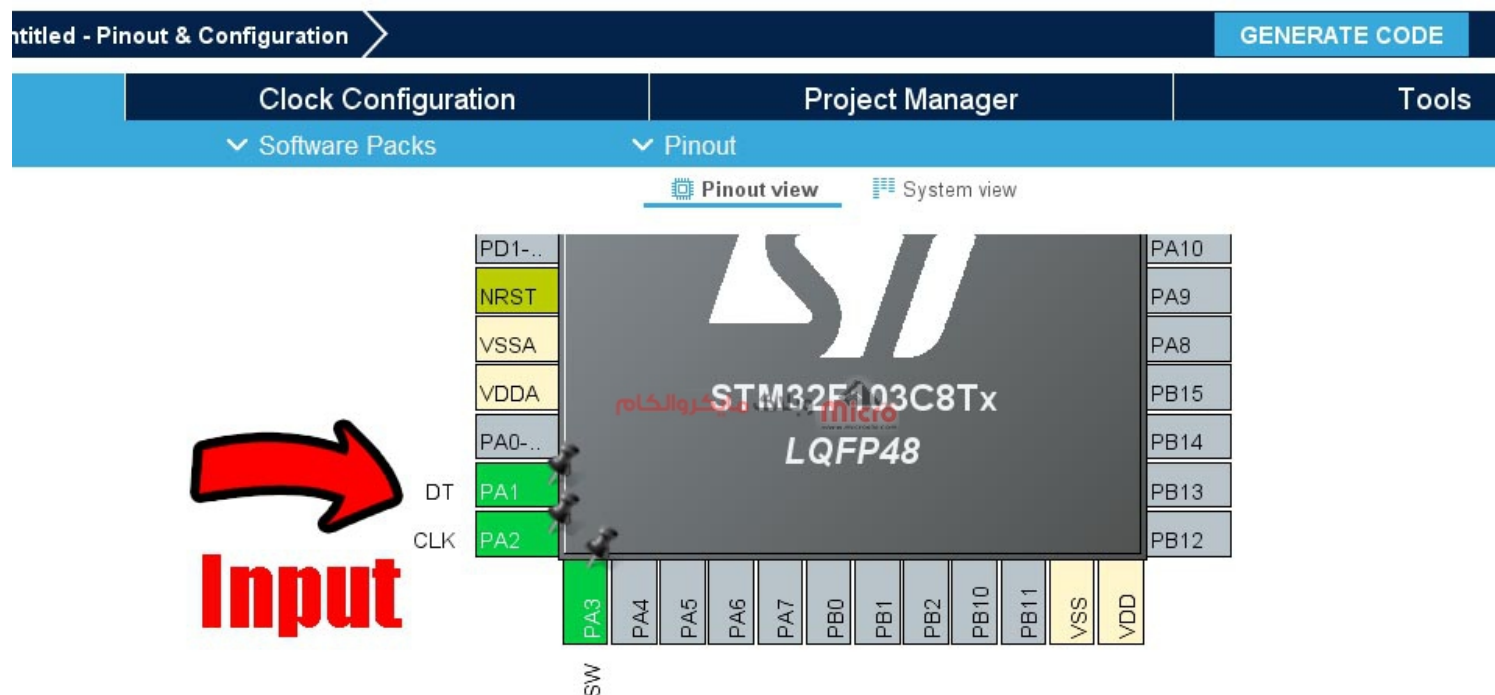 ntitled - Pinout & Configuration
GENERATE CODE
Clock Configuration
Project Manager
Tools
Software Packs
Pinout
Pinout view
System view
PD1-..
PA10
NRST
PA9
VSSA
PA8
VDDA
STM32F103C8Tx
PB15
میکروالکام
micro
PA0-..
LQFP48
PB14
DT
PA1
PB13
CLK
PA2
PB12
Input
PA3
PA4
PA5
PA6
PA7
PB0
PB1
PB2
PB10
PB11
VSS
VDD
SW